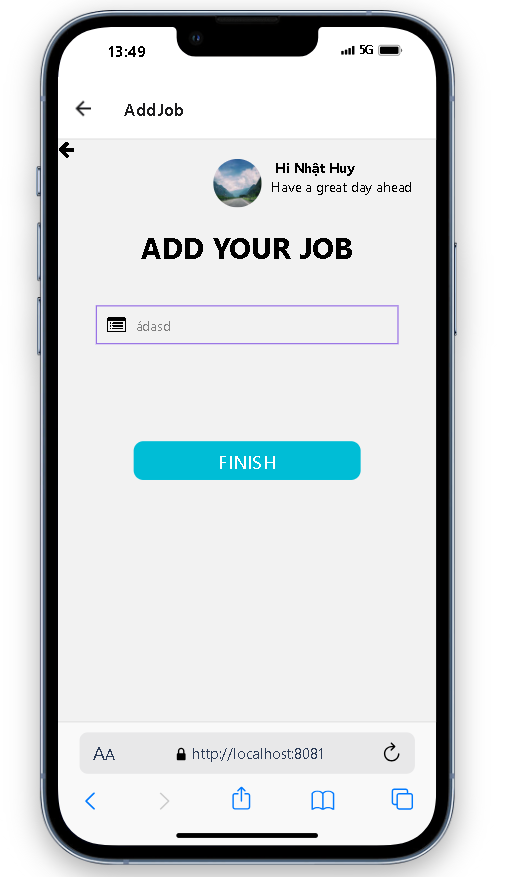 13:49
5G
AddJob
Hi Nhật Huy
Have a great day ahead
ADD YOUR JOB
ádasd
FINISH
AA
http://localhost:8081